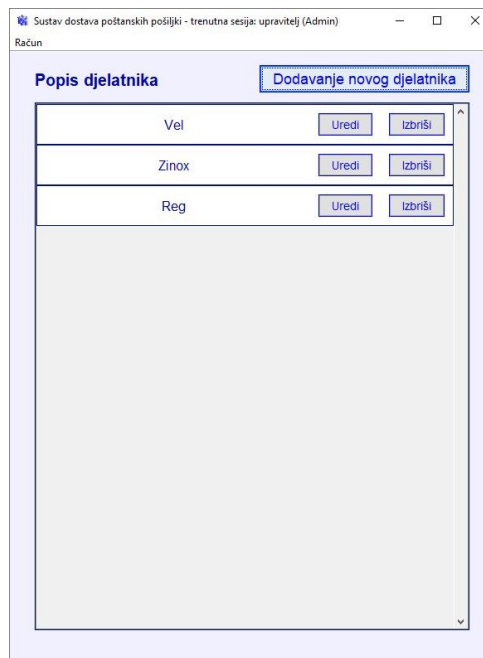 Sustav dostava poštanskih pošiljki - trenutna sesija: upravitelj (Admin)
Račun
Popis djelatnika
Dodavanje novog djelatnika
Vel Uredi Izbriši
Zinox Uredi Izbriši
Reg Uredi Izbriši